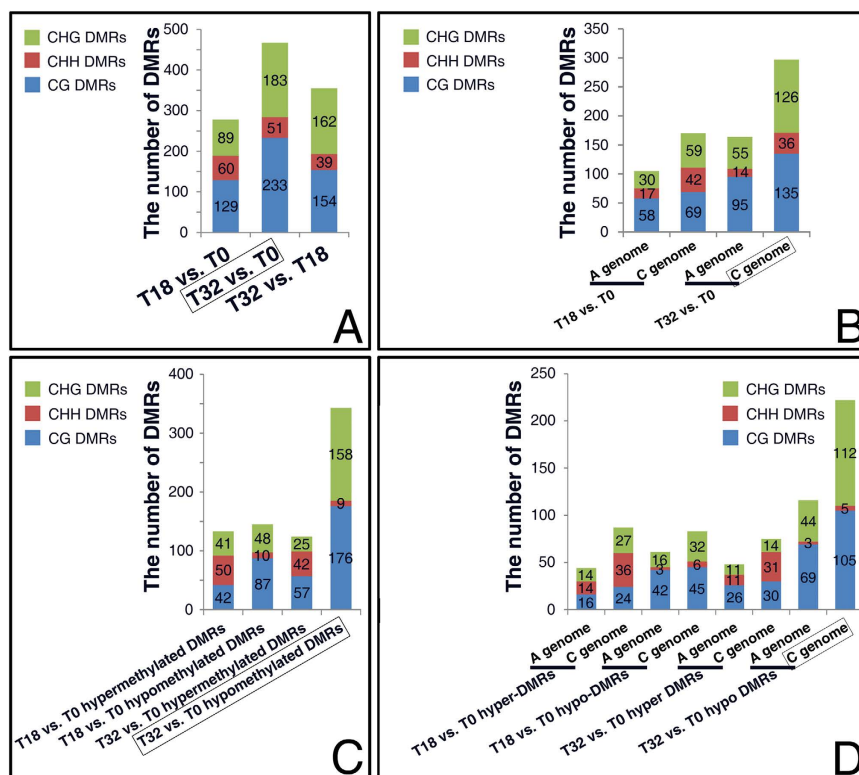 The number of DMRs
CHG DMRs
CHH DMRs
CG DMRs
500
400
300
200
100
0
89
60
129
183
51
233
162
39
154
T18 vs. T0
T32 vs. T0
T32 vs. T18
A
The number of DMRs
CHG DMRs
CHH DMRs
CG DMRs
350
300
250
200
150
100
50
0
30
17
58
59
42
69
55
14
95
126
36
135
A genome
C genome
A genome
C genome
T18 vs. T0
T32 vs. T0
B
The number of DMRs
CHG DMRs
CHH DMRs
CG DMRs
400
300
200
100
0
41
50
42
48
10
87
25
42
57
158
9
176
T18 vs. T0 hypermethylated DMRs
T18 vs. T0 hypomethylated DMRs
T32 vs. T0 hypermethylated DMRs
T32 vs. T0 hypomethylated DMRs
C
The number of DMRs
CHG DMRs
CHH DMRs
CG DMRs
250
200
150
100
50
0
14
14
16
27
36
24
16
3
42
32
6
45
11
11
26
14
31
30
44
3
69
112
5
105
A genome
C genome
A genome
C genome
A genome
C genome
A genome
C genome
T18 vs. T0 hyper-DMRs
T18 vs. T0 hypo-DMRs
T32 vs. T0 hyper DMRs
T32 vs. T0 hypo DMRs
D